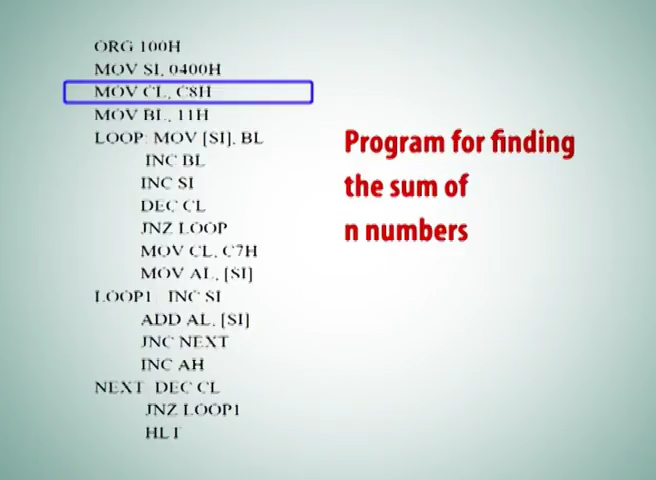 ORG 100H
MOV SI, 0400H
MOV CL, C8H
MOV BL, 11H
LOOP: MOV [SI], BL
INC BL
INC SI
DEC CL
JNZ LOOP
MOV CL, C7H
MOV AL, [SI]
LOOP1: INC SI
ADD AL, [SI]
JNC NEXT
INC AH
NEXT: DEC CL
JNZ LOOP1
HLT
Program for finding
the sum of
n numbers